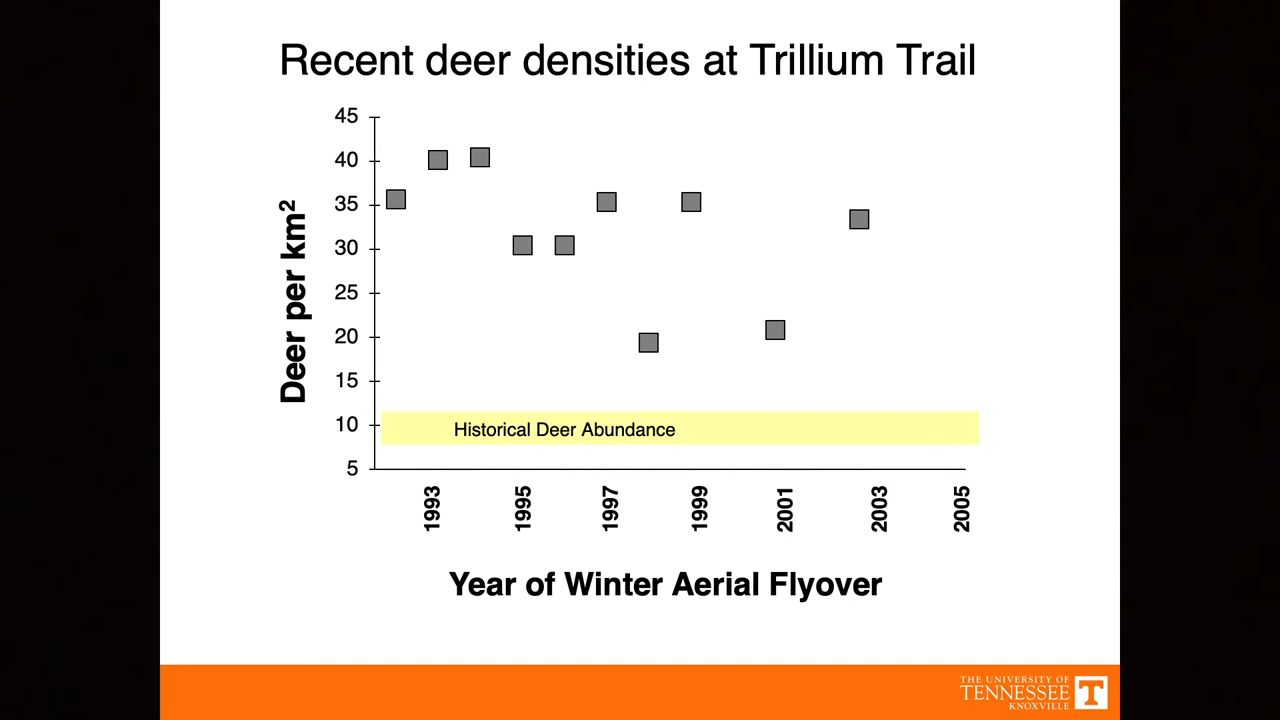 Recent deer densities at Trillium Trail
45
40
35
30
25
20
15
10
5
Deer per km²
Historical Deer Abundance
1993
1995
1997
1999
2001
2003
2005
Year of Winter Aerial Flyover
THE UNIVERSITY OF
TENNESSEE
KNOXVILLE
T